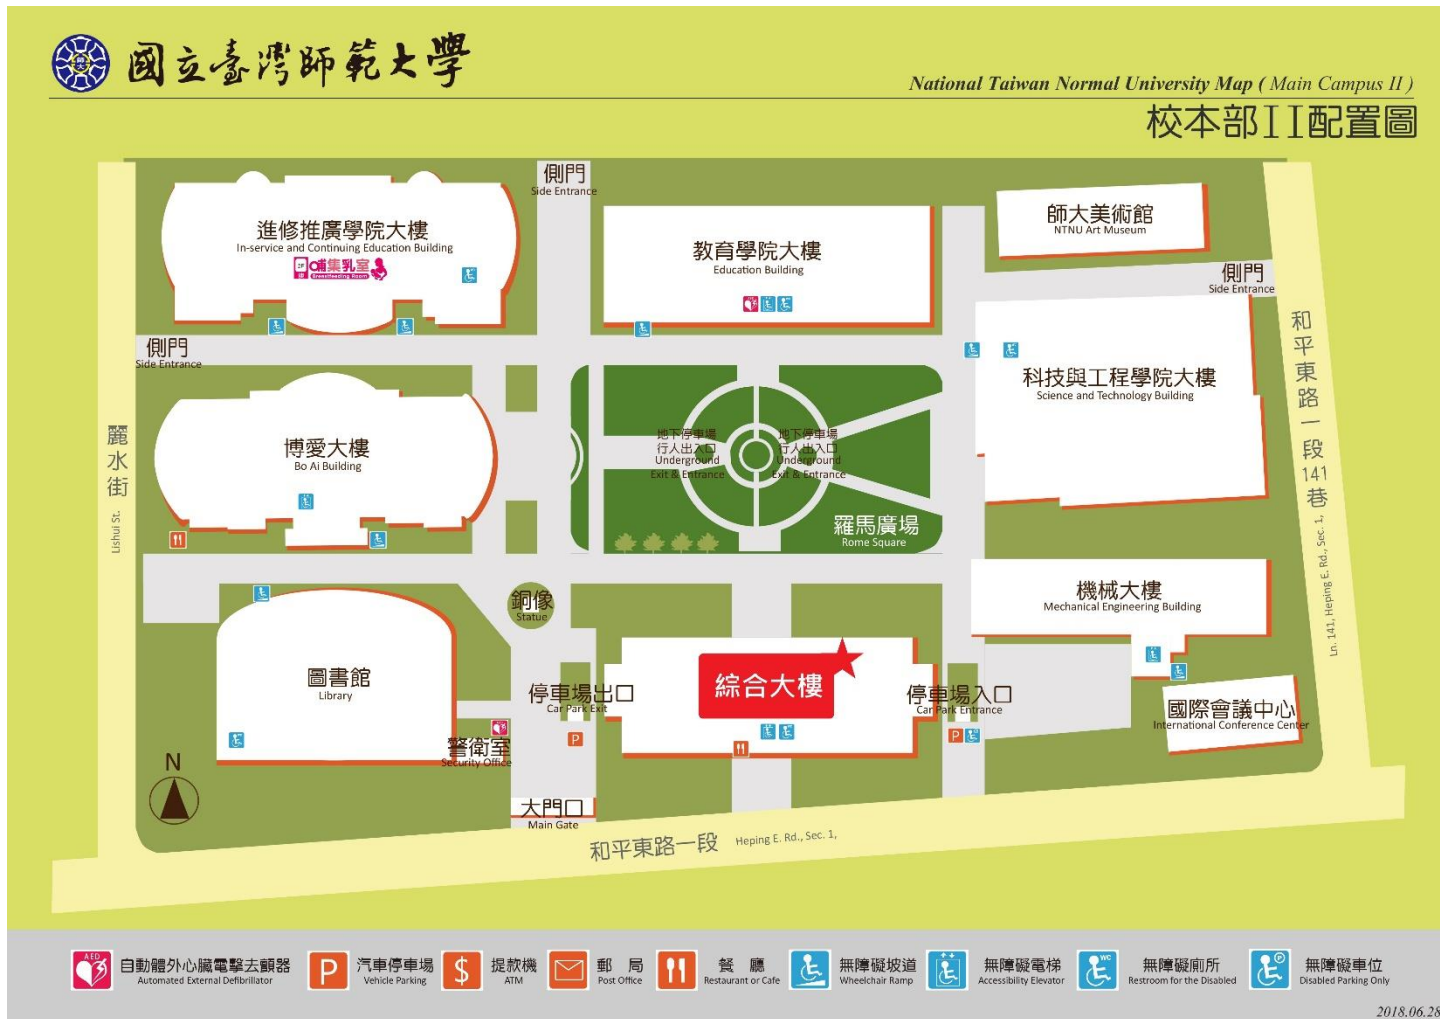 國立臺灣師範大學
National Taiwan Normal University Map ( Main Campus II )
校本部II配置圖
側門
Side Entrance
進修推廣學院大樓
In-service and Continuing Education Building
哺集乳室
Breastfeeding Room
教育學院大樓
Education Building
師大美術館
NTNU Art Museum
側門
Side Entrance
側門
Side Entrance
科技與工程學院大樓
Science and Technology Building
和平東路一段141巷
Ln. 141, Heping E. Rd., Sec. 1,
麗水街
Lishui St.
博愛大樓
Bo Ai Building
地下停車場
行人出入口
Underground
Exit & Entrance
地下停車場
行人出入口
Underground
Exit & Entrance
羅馬廣場
Rome Square
銅像
Statue
機械大樓
Mechanical Engineering Building
圖書館
Library
停車場出口
Car Park Exit
綜合大樓
停車場入口
Car Park Entrance
P
P
國際會議中心
International Conference Center
警衛室
Security Office
N
大門口
Main Gate
和平東路一段 Heping E. Rd., Sec. 1,
AED
自動體外心臟電擊去顫器
Automated External Defibrillator
P
汽車停車場
Vehicle Parking
$
提款機
ATM
郵 局
Post Office
餐 廳
Restaurant or Cafe
無障礙坡道
Wheelchair Ramp
無障礙電梯
Accessibility Elevator
WC
無障礙廁所
Restroom for the Disabled
P
無障礙車位
Disabled Parking Only
2018.06.28